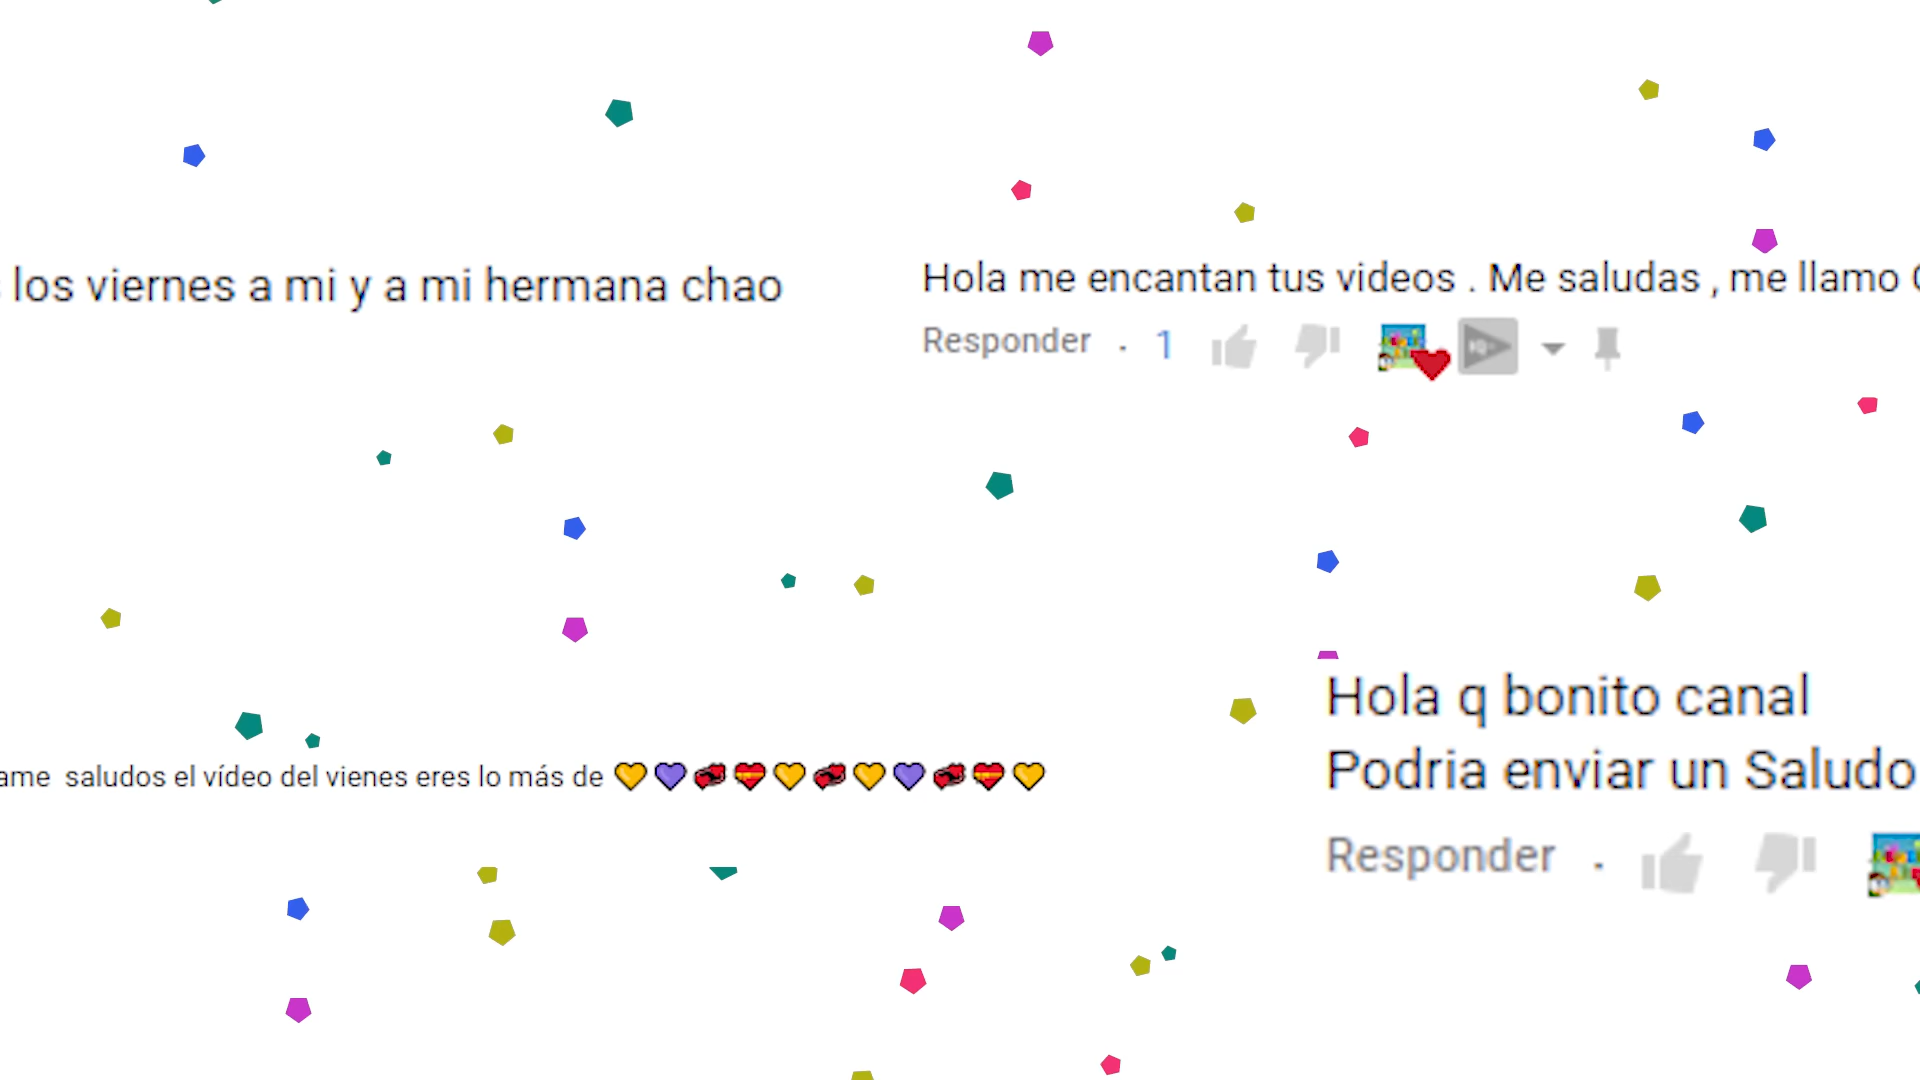 los viernes a mi y a mi hermana chao
Hola me encantan tus videos . Me saludas , me llamo
Responder · 1
Hola q bonito canal
Podria enviar un Saludo
Responder ·
saludos el vídeo del vienes eres lo más de 💛💜💋💝💛💋💛💜💋💝💛